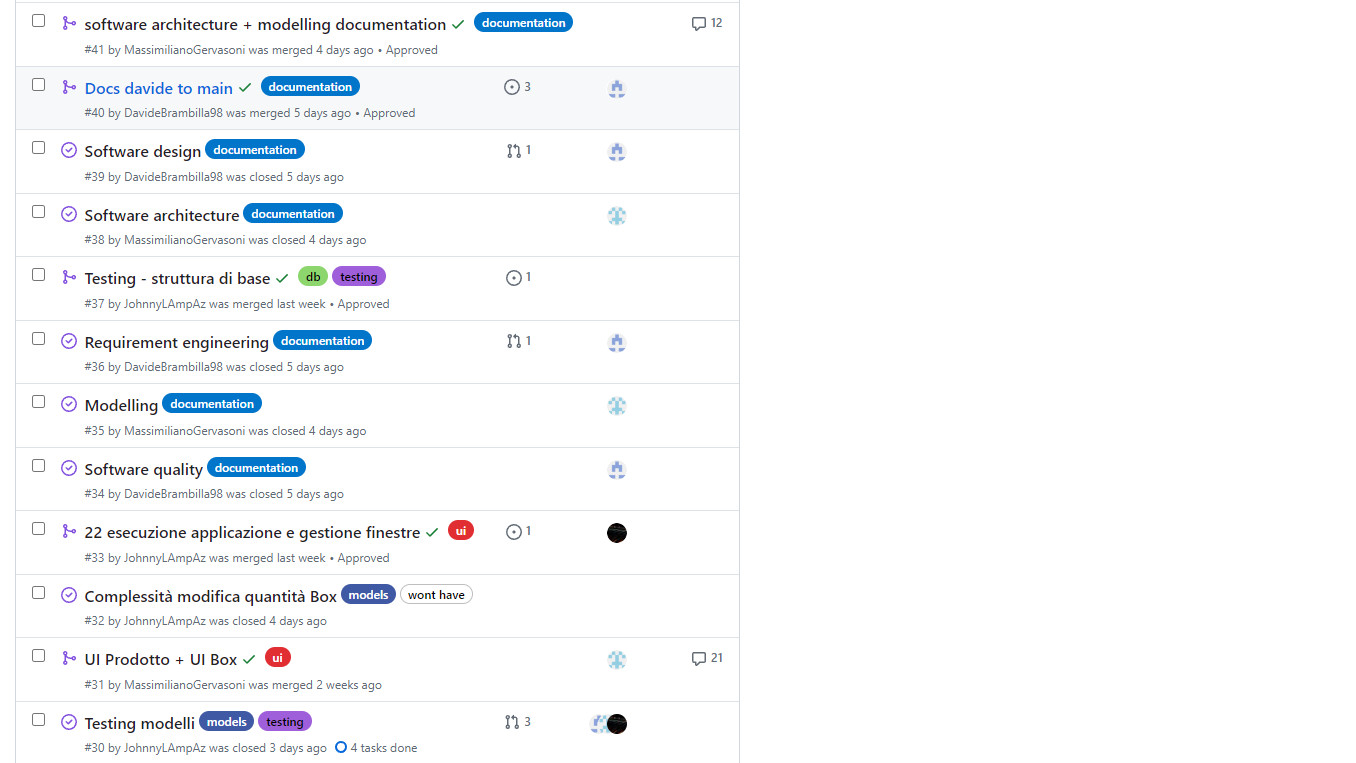 software architecture + modelling documentation documentation 12
#41 by MassimilianoGervasoni was merged 4 days ago • Approved
Docs davide to main documentation 3
#40 by DavideBrambilla98 was merged 5 days ago • Approved
Software design documentation 1
#39 by DavideBrambilla98 was closed 5 days ago
Software architecture documentation
#38 by MassimilianoGervasoni was closed 4 days ago
Testing - struttura di base db testing 1
#37 by JohnnyLAmpAz was merged last week • Approved
Requirement engineering documentation 1
#36 by DavideBrambilla98 was closed 5 days ago
Modelling documentation
#35 by MassimilianoGervasoni was closed 4 days ago
Software quality documentation
#34 by DavideBrambilla98 was closed 5 days ago
22 esecuzione applicazione e gestione finestre ui 1
#33 by JohnnyLAmpAz was merged last week • Approved
Complessità modifica quantità Box models wont have
#32 by JohnnyLAmpAz was closed 4 days ago
UI Prodotto + UI Box ui 21
#31 by MassimilianoGervasoni was merged 2 weeks ago
Testing modelli models testing 3
#30 by JohnnyLAmpAz was closed 3 days ago 4 tasks done